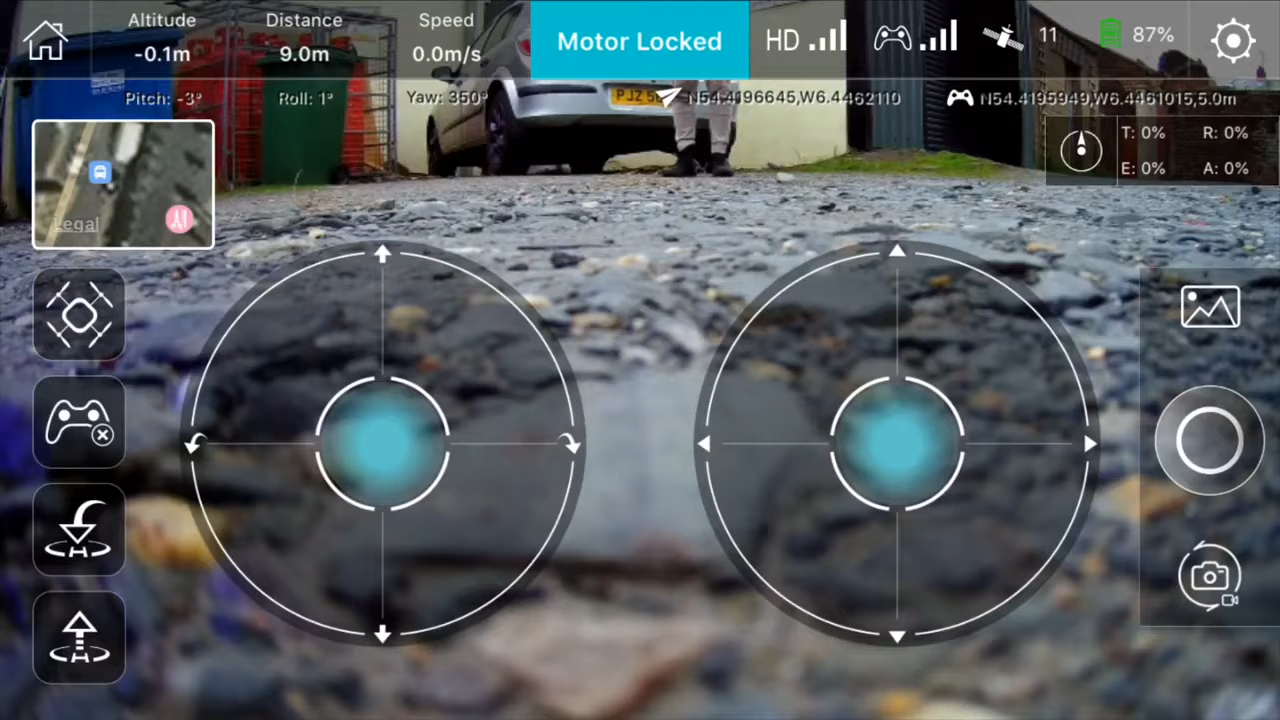 Altitude
-0.1m
Distance
9.0m
Speed
0.0m/s
Motor Locked
HD
11
87%
Pitch: -3°
Roll: 1°
Yaw: 350°
PJZ
N54.4196645,W6.4462110
N54.4195949,W6.4461015,5.0m
T: 0%
R: 0%
E: 0%
A: 0%
Legal